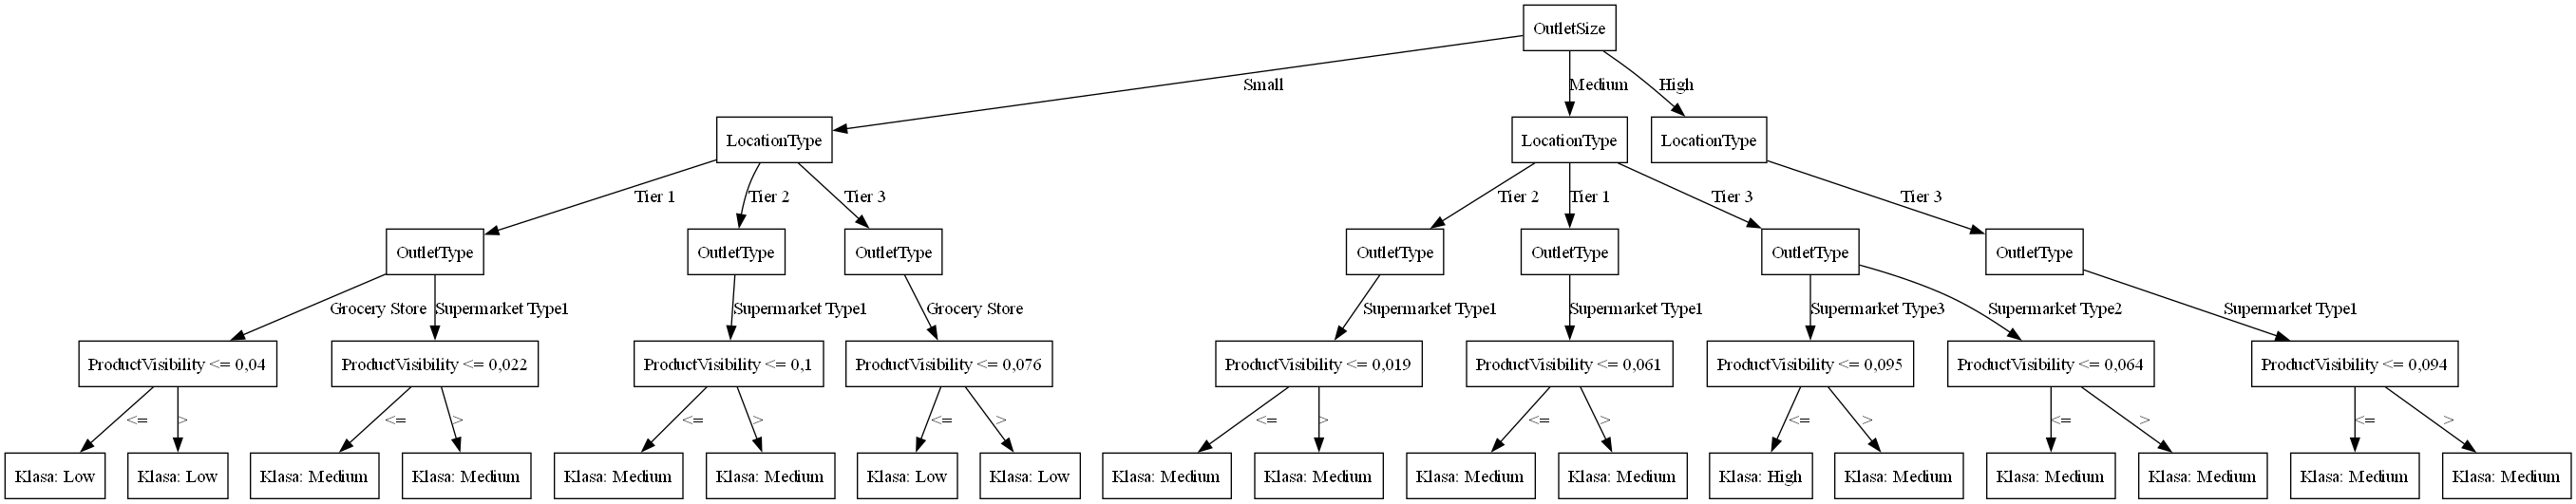 OutletSize
Small
Medium
High
LocationType
LocationType
LocationType
Tier 1
Tier 2
Tier 3
Tier 2
Tier 1
Tier 3
Tier 3
OutletType
OutletType
OutletType
OutletType
OutletType
OutletType
OutletType
Grocery Store
Supermarket Type1
Supermarket Type1
Grocery Store
Supermarket Type1
Supermarket Type1
Supermarket Type3
Supermarket Type2
Supermarket Type1
ProductVisibility <= 0,04
ProductVisibility <= 0,022
ProductVisibility <= 0,1
ProductVisibility <= 0,076
ProductVisibility <= 0,019
ProductVisibility <= 0,061
ProductVisibility <= 0,095
ProductVisibility <= 0,064
ProductVisibility <= 0,094
<=
>
<=
>
<=
>
<=
>
<=
>
<=
>
<=
>
<=
>
<=
>
Klasa: Low
Klasa: Low
Klasa: Medium
Klasa: Medium
Klasa: Medium
Klasa: Medium
Klasa: Low
Klasa: Low
Klasa: Medium
Klasa: Medium
Klasa: Medium
Klasa: Medium
Klasa: High
Klasa: Medium
Klasa: Medium
Klasa: Medium
Klasa: Medium
Klasa: Medium